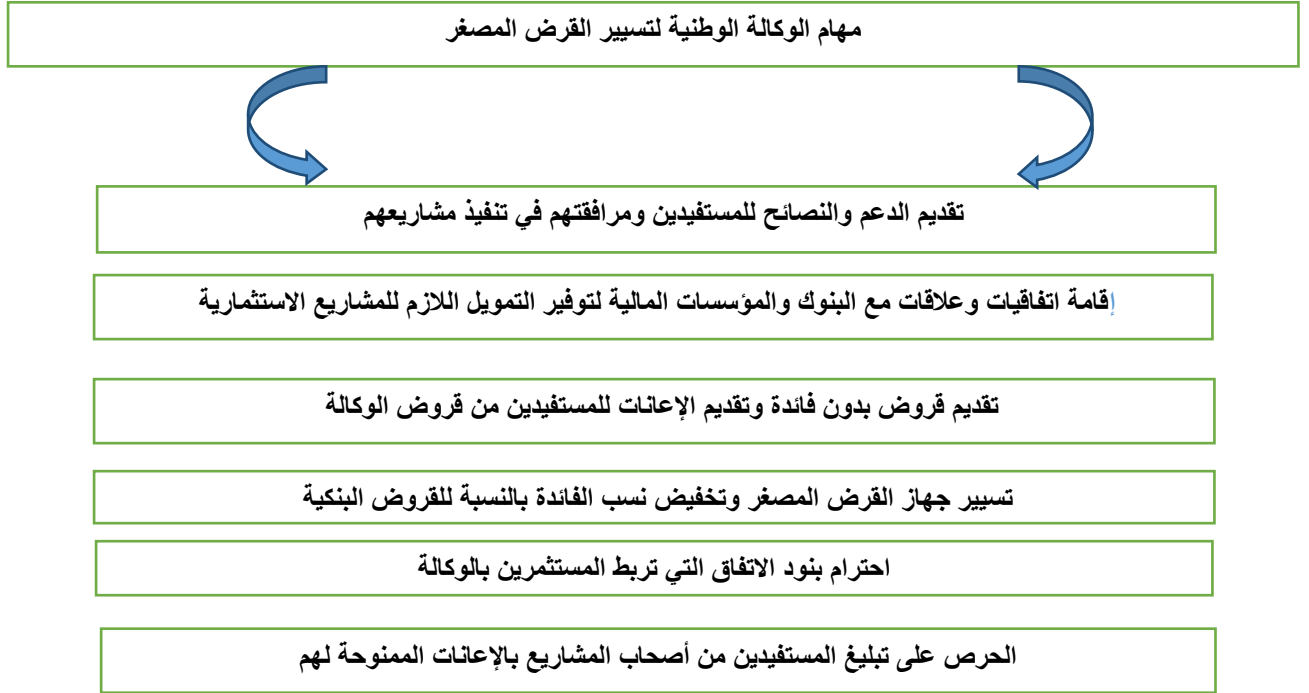 مهام الوكالة الوطنية لتسيير القرض المصغر
تقديم الدعم والنصائح للمستفيدين ومرافقتهم في تنفيذ مشاريعهم
إقامة اتفاقيات وعلاقات مع البنوك والمؤسسات المالية لتوفير التمويل اللازم للمشاريع الاستثمارية
تقديم قروض بدون فائدة وتقديم الإعانات للمستفيدين من قروض الوكالة
تسيير جهاز القرض المصغر وتخفيض نسب الفائدة بالنسبة للقروض البنكية
احترام بنود الاتفاق التي تربط المستثمرين بالوكالة
الحرص على تبليغ المستفيدين من أصحاب المشاريع بالإعانات الممنوحة لهم